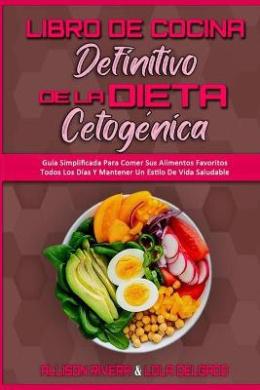 LIBRO DE COCINA
Definitivo
DE LA DIETA
Cetogénica
Guía Simplificada Para Comer Sus Alimentos Favoritos
Todos Los Días Y Mantener Un Estilo De Vida Saludable
ALLISON RIVERA & LOLA DELGADO